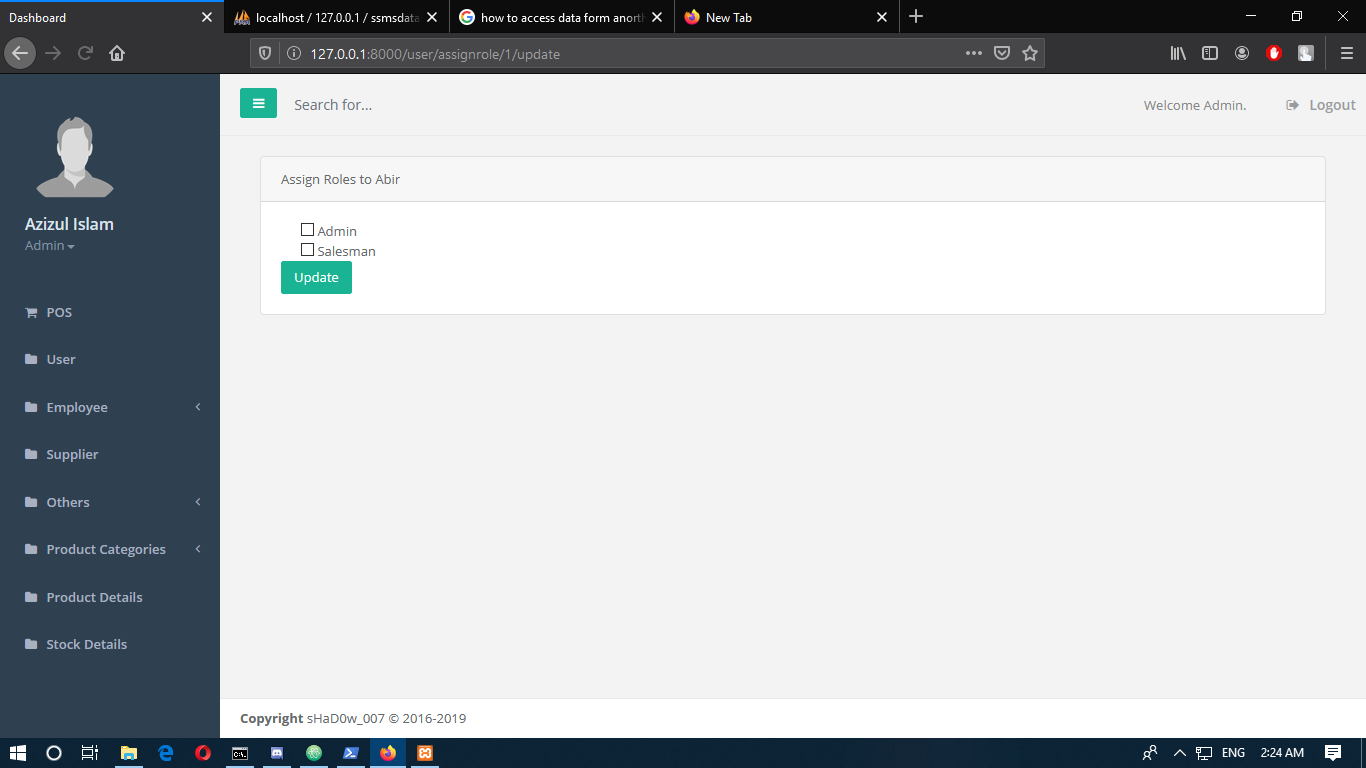 Dashboard
localhost / 127.0.0.1 / ssmsdata
how to access data form anorth
New Tab
127.0.0.1:8000/user/assignrole/1/update
Search for...
Welcome Admin.
Logout
Azizul Islam
Admin
POS
User
Employee
Supplier
Others
Product Categories
Product Details
Stock Details
Assign Roles to Abir
Admin
Salesman
Update
Copyright sHaD0w_007 © 2016-2019
ENG
2:24 AM